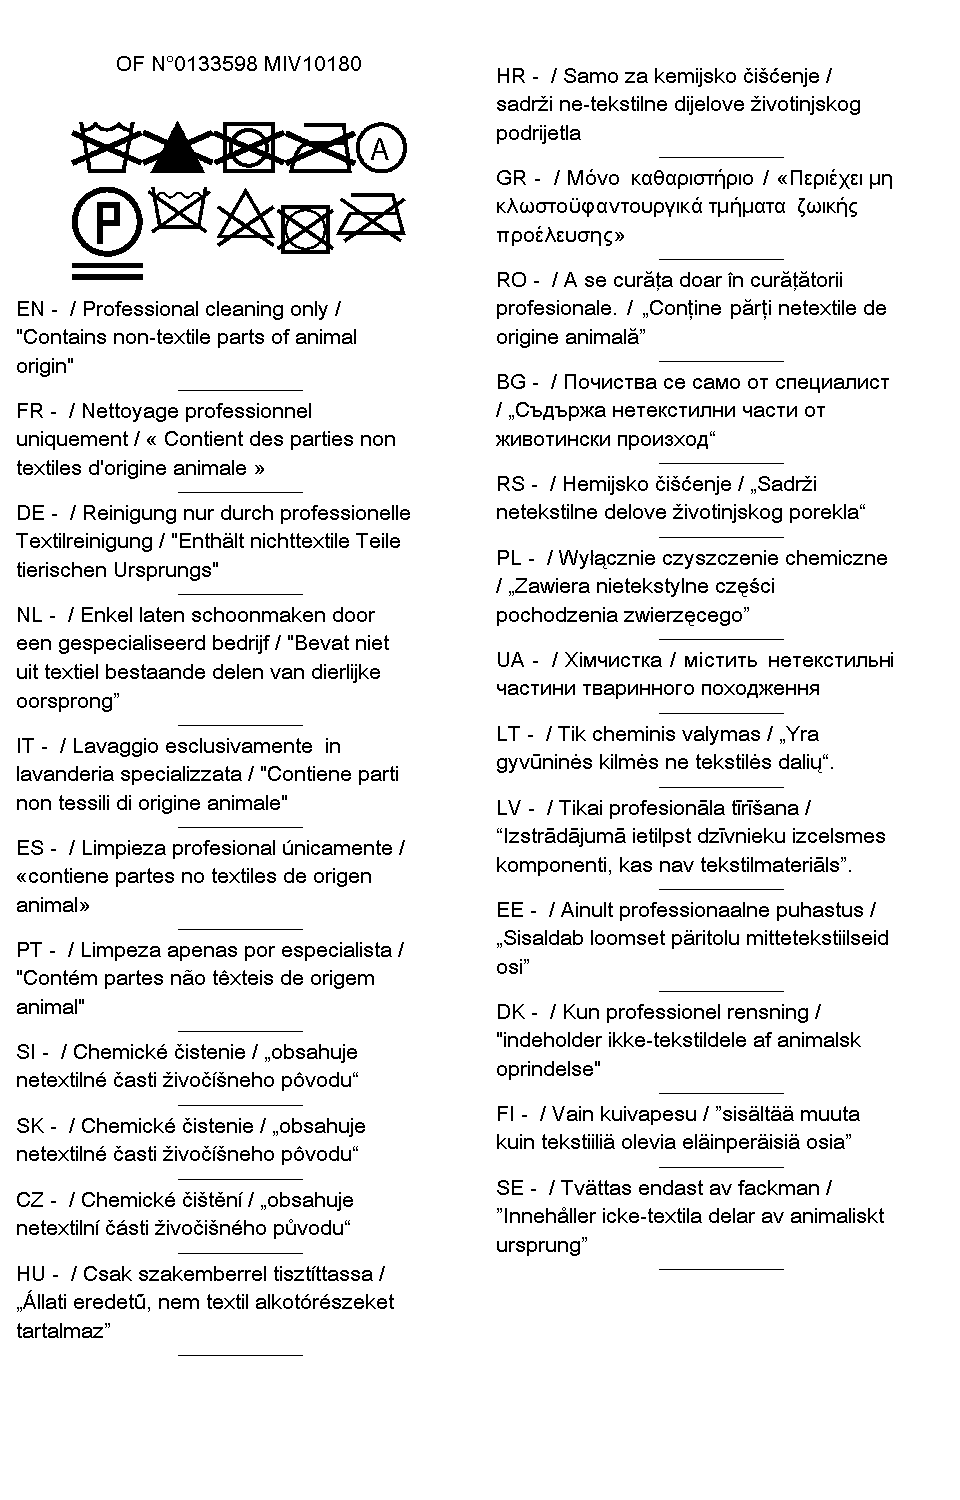 OF N°0133598 MIV10180
A
P
EN -  / Professional cleaning only /
"Contains non-textile parts of animal
origin"
FR -  / Nettoyage professionnel
uniquement / « Contient des parties non
textiles d'origine animale »
DE -  / Reinigung nur durch professionelle
Textilreinigung / "Enthält nichttextile Teile
tierischen Ursprungs"
NL -  / Enkel laten schoonmaken door
een gespecialiseerd bedrijf / "Bevat niet
uit textiel bestaande delen van dierlijke
oorsprong”
IT -  / Lavaggio esclusivamente  in
lavanderia specializzata / "Contiene parti
non tessili di origine animale"
ES -  / Limpieza profesional únicamente /
«contiene partes no textiles de origen
animal»
PT -  / Limpeza apenas por especialista /
"Contém partes não têxteis de origem
animal"
SI -  / Chemické čistenie / „obsahuje
netextilné časti živočíšneho pôvodu“
SK -  / Chemické čistenie / „obsahuje
netextilné časti živočíšneho pôvodu“
CZ -  / Chemické čištění / „obsahuje
netextilní části živočišného původu“
HU -  / Csak szakemberrel tisztíttassa /
„Állati eredetű, nem textil alkotórészeket
tartalmaz”
HR -  / Samo za kemijsko čišćenje /
sadrži ne-tekstilne dijelove životinjskog
podrijetla
GR -  / Μόνο  καθαριστήριο / «Περιέχει μη
κλωστοϋφαντουργικά τμήματα  ζωικής
προέλευσης»
RO -  / A se curăța doar în curățătorii
profesionale. / „Conține părți netextile de
origine animală”
BG -  / Почиства се само от специалист
/ „Съдържа нетекстилни части от
животински произход“
RS -  / Hemijsko čišćenje / „Sadrži
netekstilne delove životinjskog porekla“
PL -  / Wyłącznie czyszczenie chemiczne
/ „Zawiera nietekstylne części
pochodzenia zwierzęcego”
UA -  / Хімчистка / містить  нетекстильні
частини тваринного походження
LT -  / Tik cheminis valymas / „Yra
gyvūninės kilmės ne tekstilės dalių“.
LV -  / Tikai profesionāla tīrīšana /
“Izstrādājumā ietilpst dzīvnieku izcelsmes
komponenti, kas nav tekstilmateriāls”.
EE -  / Ainult professionaalne puhastus /
„Sisaldab loomset päritolu mittetekstiilseid
osi”
DK -  / Kun professionel rensning /
"indeholder ikke-tekstildele af animalsk
oprindelse"
FI -  / Vain kuivapesu / ”sisältää muuta
kuin tekstiiliä olevia eläinperäisiä osia”
SE -  / Tvättas endast av fackman /
”Innehåller icke-textila delar av animaliskt
ursprung”